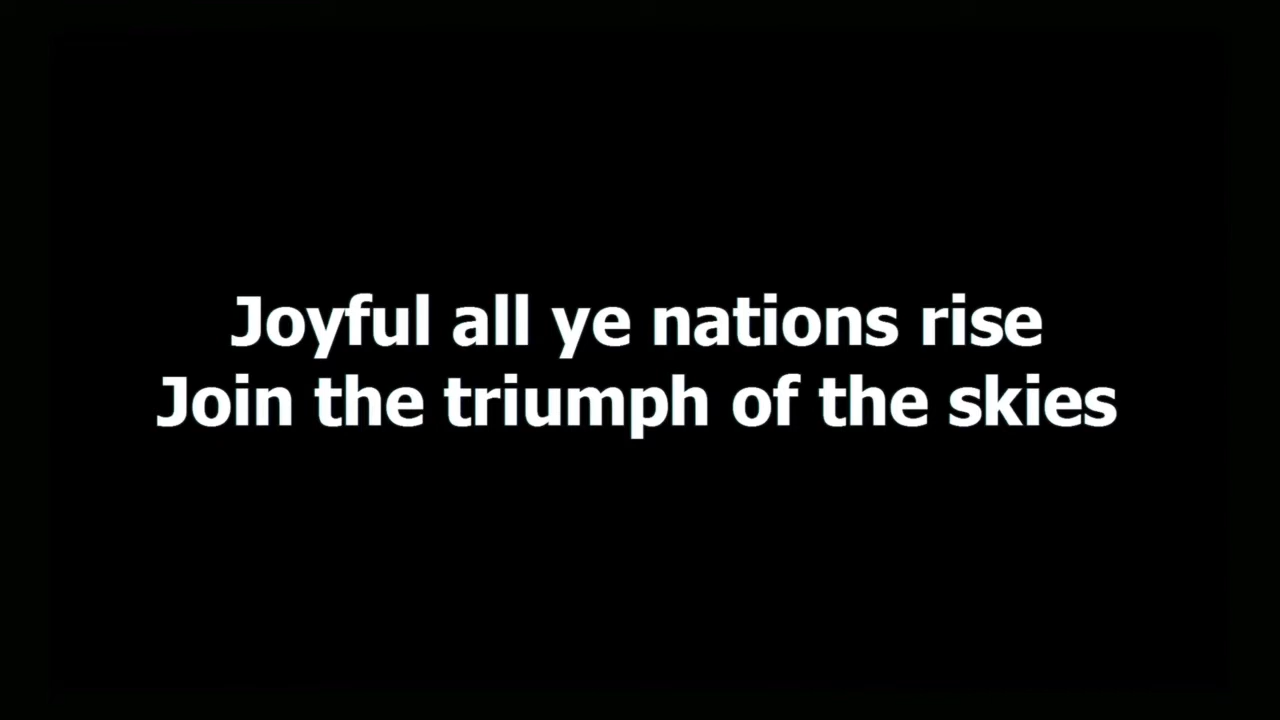 Joyful all ye nations rise
Join the triumph of the skies